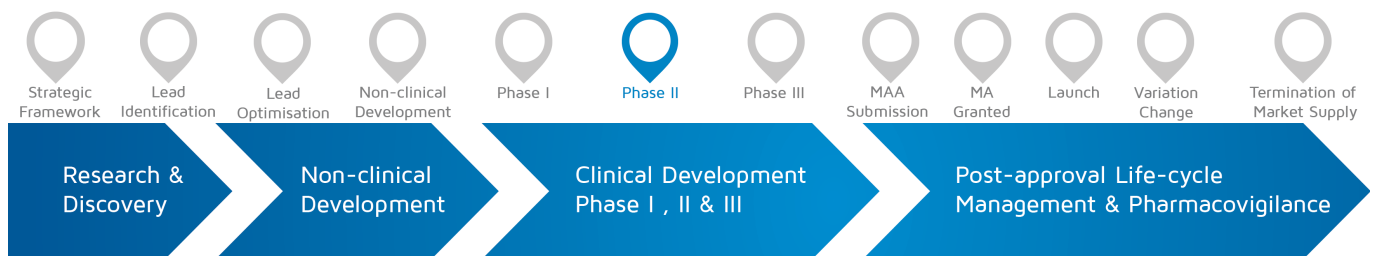 Strategic
Framework
Lead
Identification
Lead
Optimisation
Non-clinical
Development
Phase I
Phase II
Phase III
MAA
Submission
MA
Granted
Launch
Variation
Change
Termination of
Market Supply
Research &
Discovery
Non-clinical
Development
Clinical Development
Phase I , II & III
Post-approval Life-cycle
Management & Pharmacovigilance